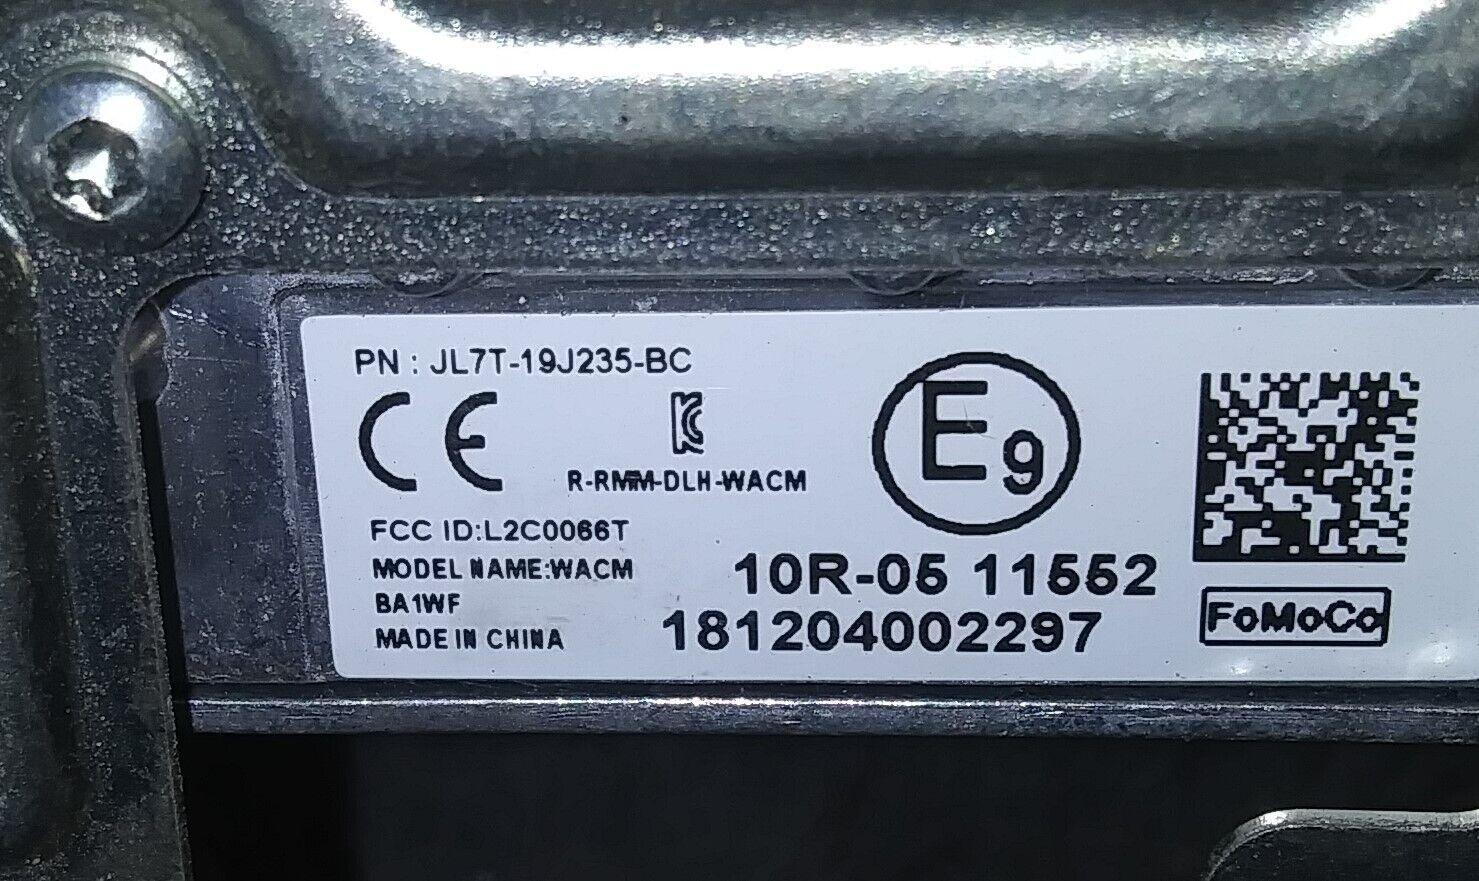 PN : JL7T-19J235-BC
CE
R-RMM-DLH-WACM
E9
FCC ID:L2C0066T
MODEL NAME:WACM
BA1WF
MADE IN CHINA
10R-05 11552
181204002297
FoMoCo